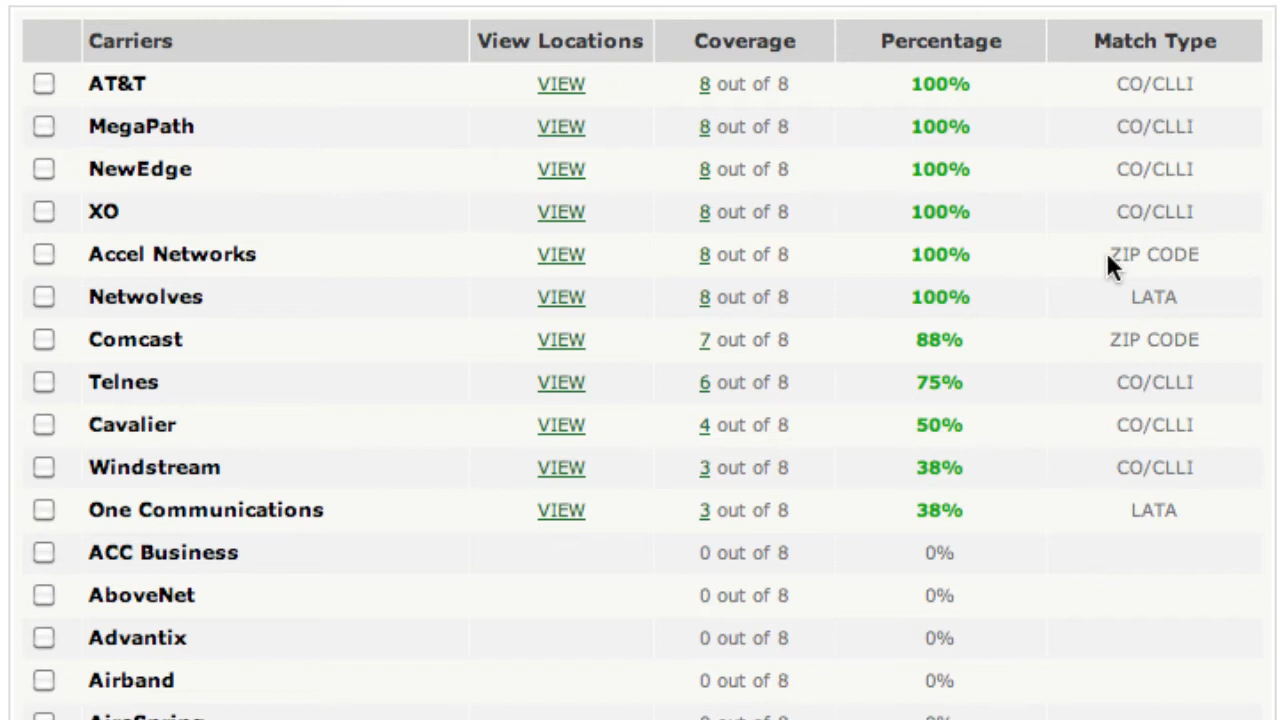 Carriers View Locations Coverage Percentage Match Type
AT&T VIEW 8 out of 8 100% CO/CLLI
MegaPath VIEW 8 out of 8 100% CO/CLLI
NewEdge VIEW 8 out of 8 100% CO/CLLI
XO VIEW 8 out of 8 100% CO/CLLI
Accel Networks VIEW 8 out of 8 100% ZIP CODE
Netwolves VIEW 8 out of 8 100% LATA
Comcast VIEW 7 out of 8 88% ZIP CODE
Telnes VIEW 6 out of 8 75% CO/CLLI
Cavalier VIEW 4 out of 8 50% CO/CLLI
Windstream VIEW 3 out of 8 38% CO/CLLI
One Communications VIEW 3 out of 8 38% LATA
ACC Business 0 out of 8 0%
AboveNet 0 out of 8 0%
Advantix 0 out of 8 0%
Airband 0 out of 8 0%